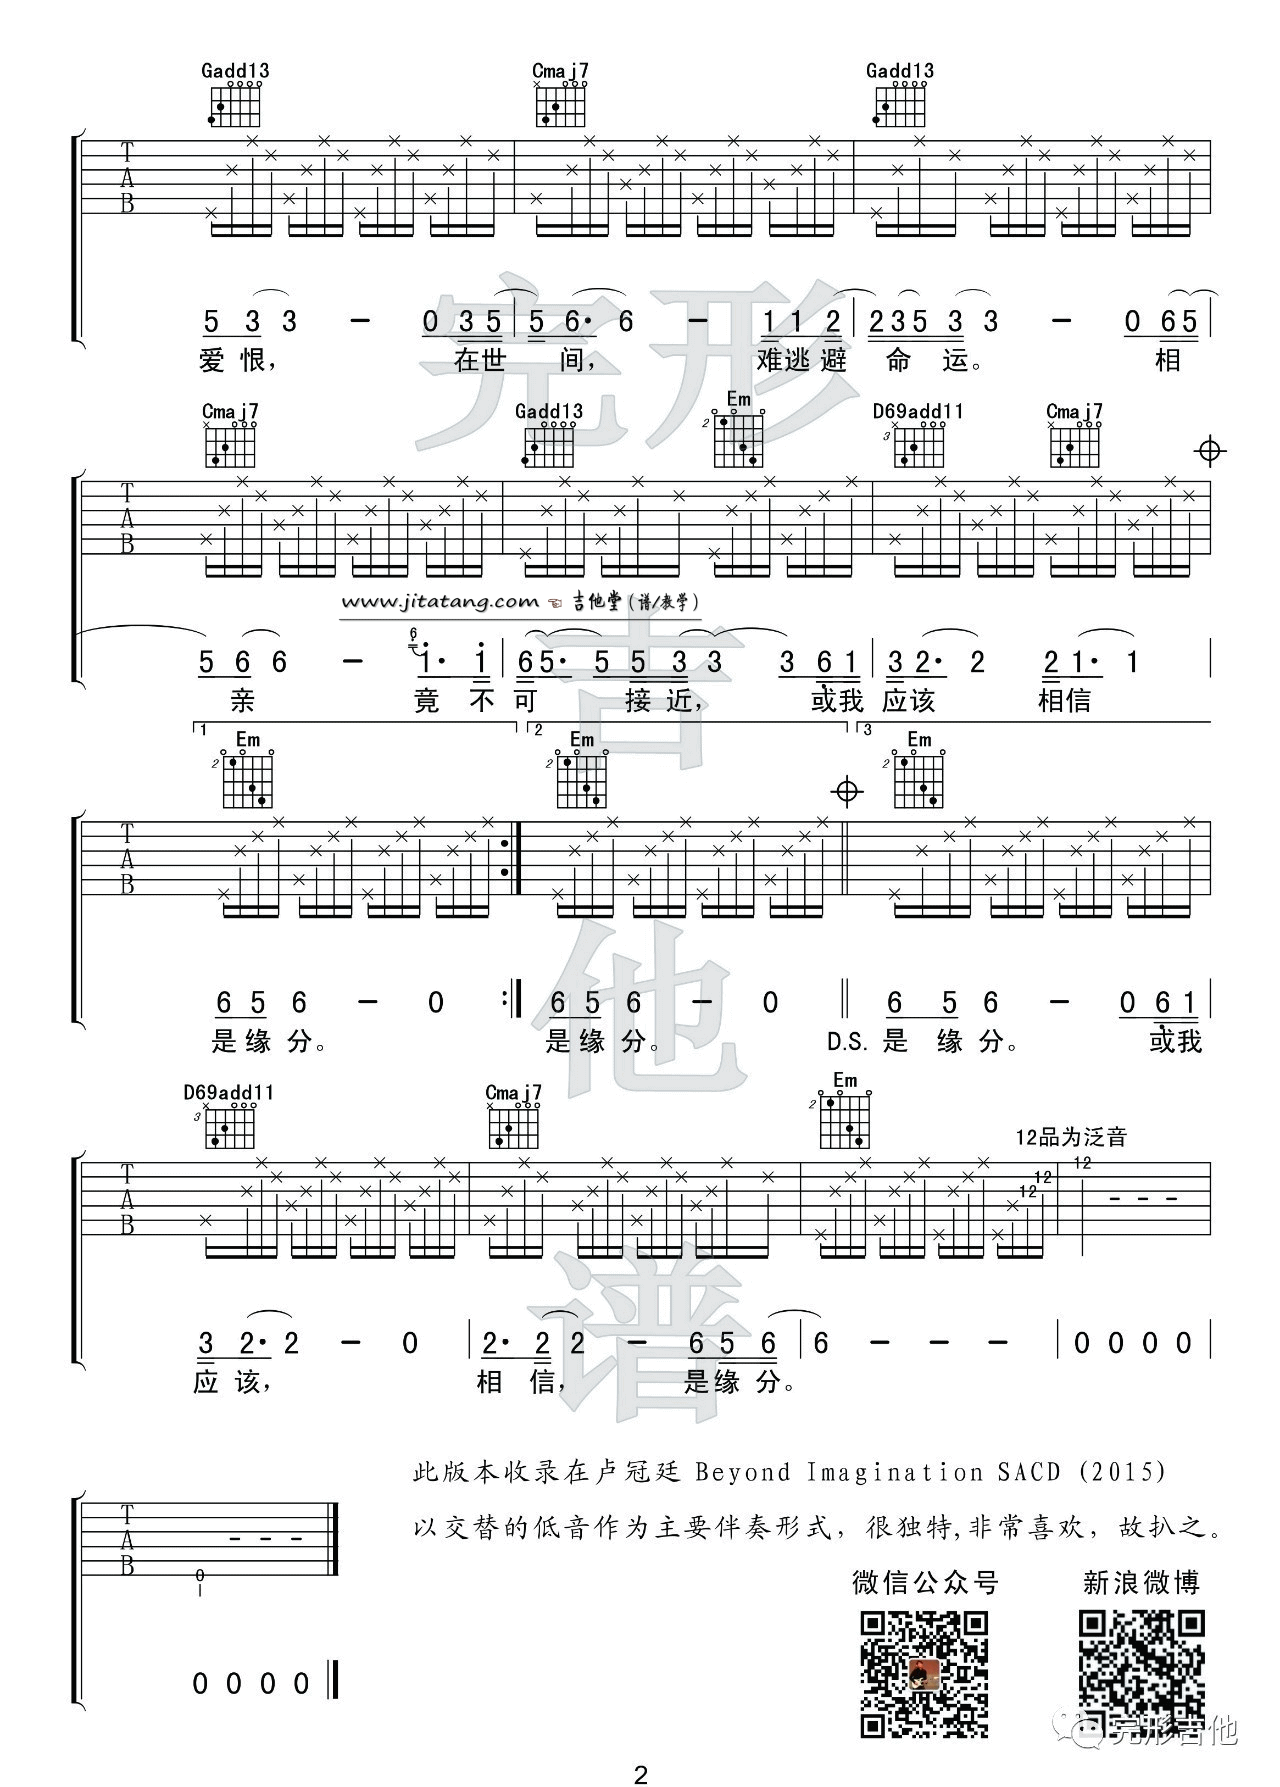 Gadd13 Cmaj7 Gadd13
T
A
B
5 3 3 - 0 3 5 | 5 6· 6 - 1 1 2 | 2 3 5 3 3 - 0 6 5 |
爱 恨， 在世 间， 难逃避 命 运。 相
Cmaj7 Gadd13 Em D69add11 Cmaj7
2 3
T
A
B
www.jitatang.com ☜ 吉他堂（谱/教学）
6
5 6 6 - 1· 1 | 6 5· 5 5 3 3 3 6 1 | 3 2· 2 2 1· 1 |
亲 竟 不 可 接 近， 或我 应该 相信
1 2 3
Em Em Em
2 2 2
T
A
B
6 5 6 - 0 :‖ 6 5 6 - 0 ‖ 6 5 6 - 0 6 1 |
是缘 分。 是缘 分。 D.S. 是 缘 分。 或我
D69add11 Cmaj7 Em
3 2
12品为泛音
T
A
B
12 12 12 - - -
3 2· 2 - 0 | 2· 2 2 - 6 5 6 | 6 - - - | 0 0 0 0 |
应 该， 相 信， 是缘 分。
此版本收录在卢冠廷 Beyond Imagination SACD (2015)
T
A
B
0 - - -
以交替的低音作为主要伴奏形式，很独特,非常喜欢，故扒之。
微信公众号 新浪微博
0 0 0 0
完形吉他谱
完形吉他
2